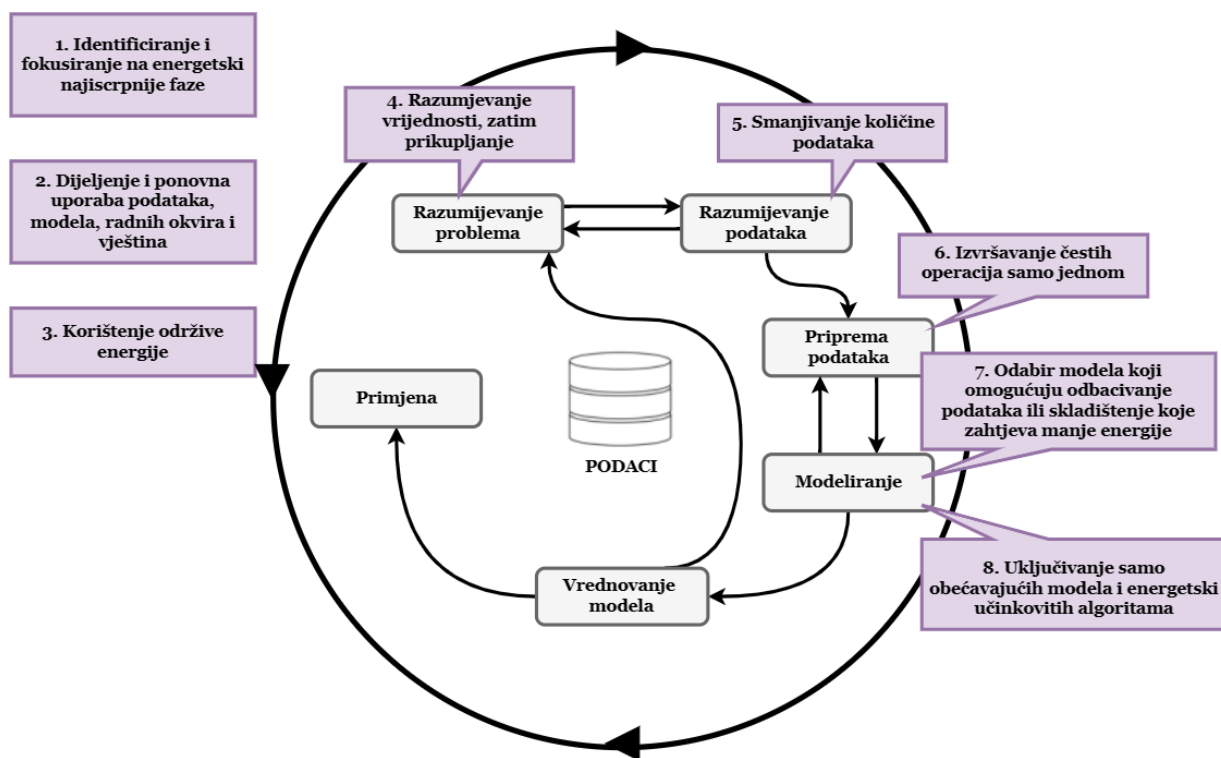 1. Identificiranje i
fokusiranje na energetski
najiscrpnije faze
2. Dijeljenje i ponovna
uporaba podataka,
modela, radnih okvira i
vještina
3. Korištenje održive
energije
4. Razumjevanje
vrijednosti, zatim
prikupljanje
5. Smanjivanje količine
podataka
Razumijevanje
problema
Razumijevanje
podataka
6. Izvršavanje čestih
operacija samo jednom
Priprema
podataka
7. Odabir modela koji
omogućuju odbacivanje
podataka ili skladištenje koje
zahtjeva manje energije
Primjena
PODACI
Modeliranje
8. Uključivanje samo
obećavajućih modela i energetski
učinkovitih algoritama
Vrednovanje
modela